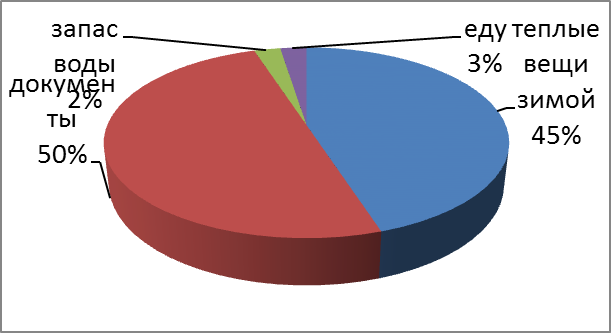 запас
воды
2%
докумен
ты
50%
еду
3%
теплые
вещи
зимой
45%